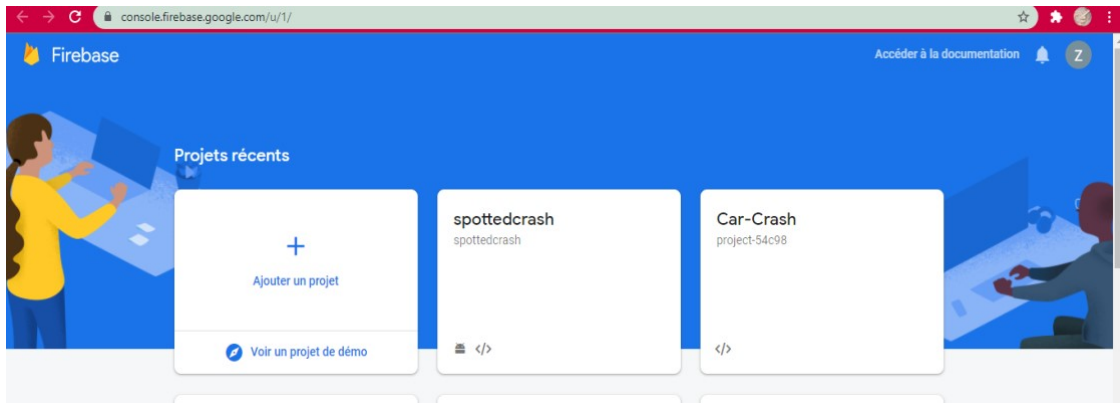 console.firebase.google.com/u/1/
Firebase
Accéder à la documentation
Z
Projets récents
+
Ajouter un projet
Voir un projet de démo
spottedcrash
spottedcrash
</>
Car-Crash
project-54c98
</>